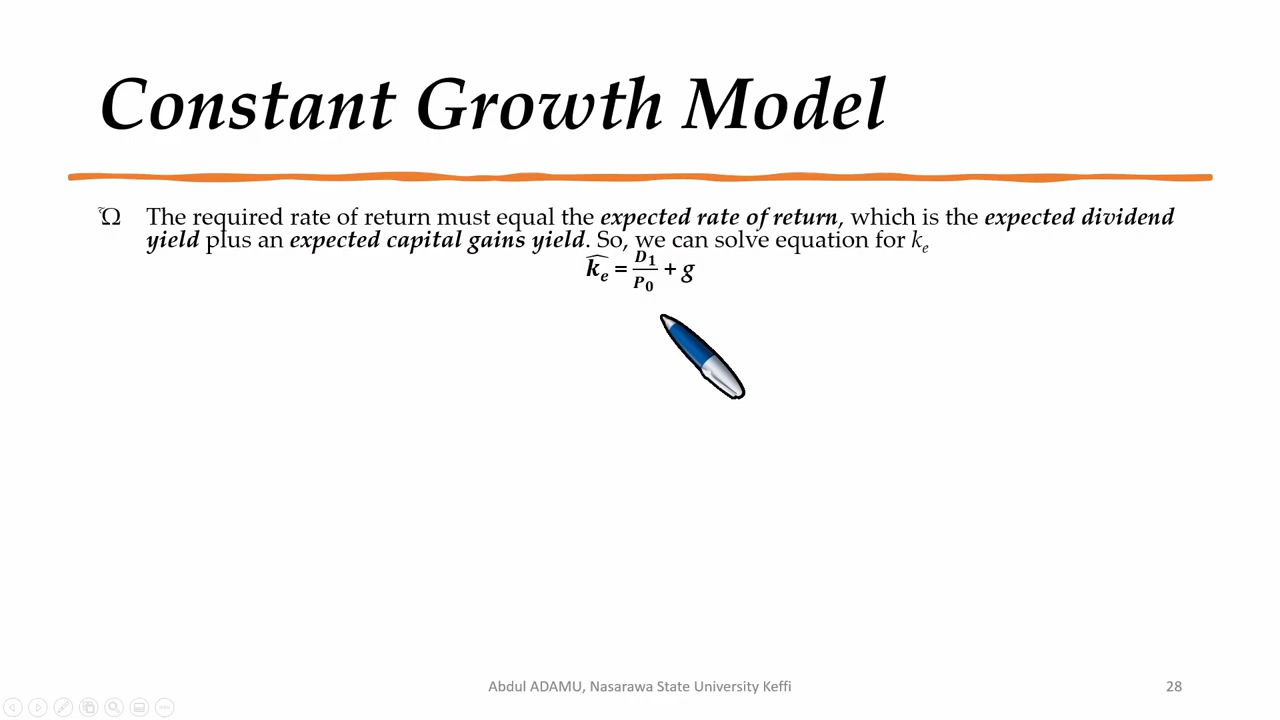 Constant Growth Model
Ώ The required rate of return must equal the expected rate of return, which is the expected dividend
yield plus an expected capital gains yield. So, we can solve equation for kₑ
k̂ₑ = D₁/P₀ + g
Abdul ADAMU, Nasarawa State University Keffi
28